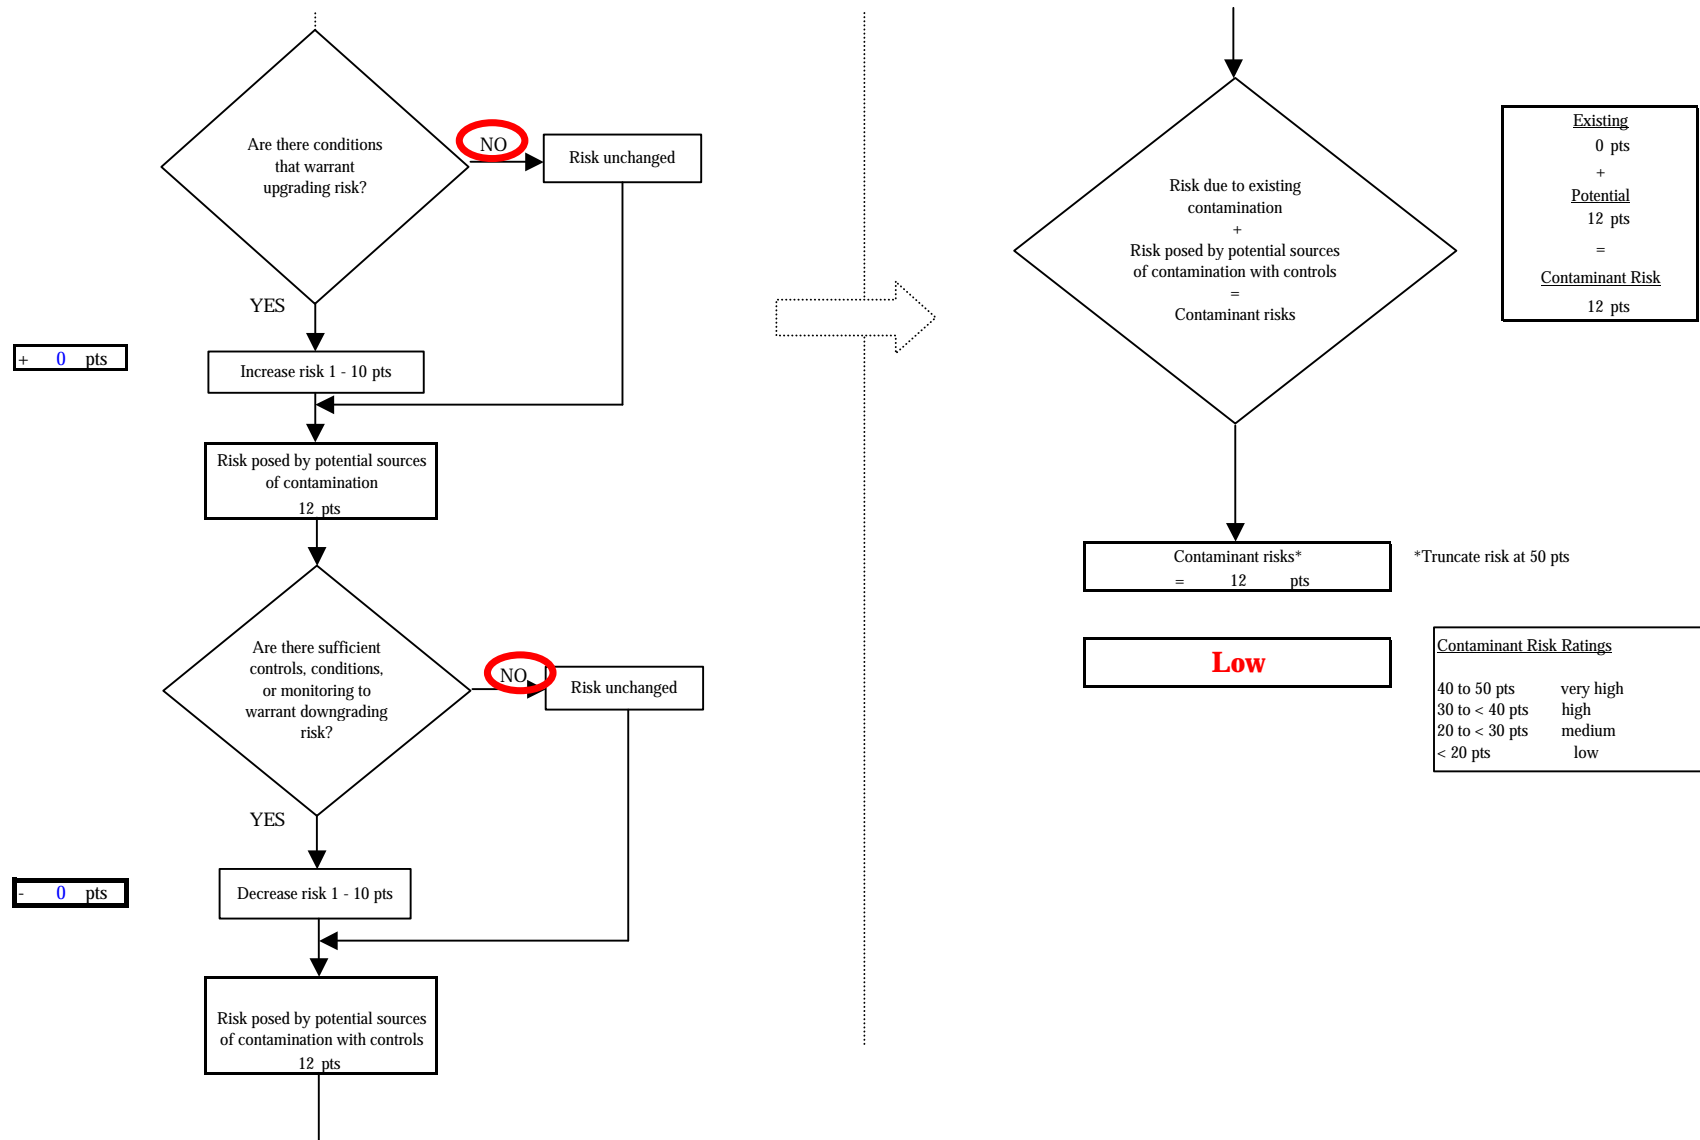 Are there conditions
that warrant
upgrading risk?
NO
Risk unchanged
YES
+ 0 pts
Increase risk 1 - 10 pts
Risk posed by potential sources
of contamination
12 pts
Are there sufficient
controls, conditions,
or monitoring to
warrant downgrading
risk?
NO
Risk unchanged
YES
- 0 pts
Decrease risk 1 - 10 pts
Risk posed by potential sources
of contamination with controls
12 pts
Risk due to existing
contamination
+
Risk posed by potential sources
of contamination with controls
=
Contaminant risks
Existing
0 pts
+
Potential
12 pts
=
Contaminant Risk
12 pts
Contaminant risks*
= 12 pts
*Truncate risk at 50 pts
Low
Contaminant Risk Ratings
40 to 50 pts very high
30 to < 40 pts high
20 to < 30 pts medium
< 20 pts low